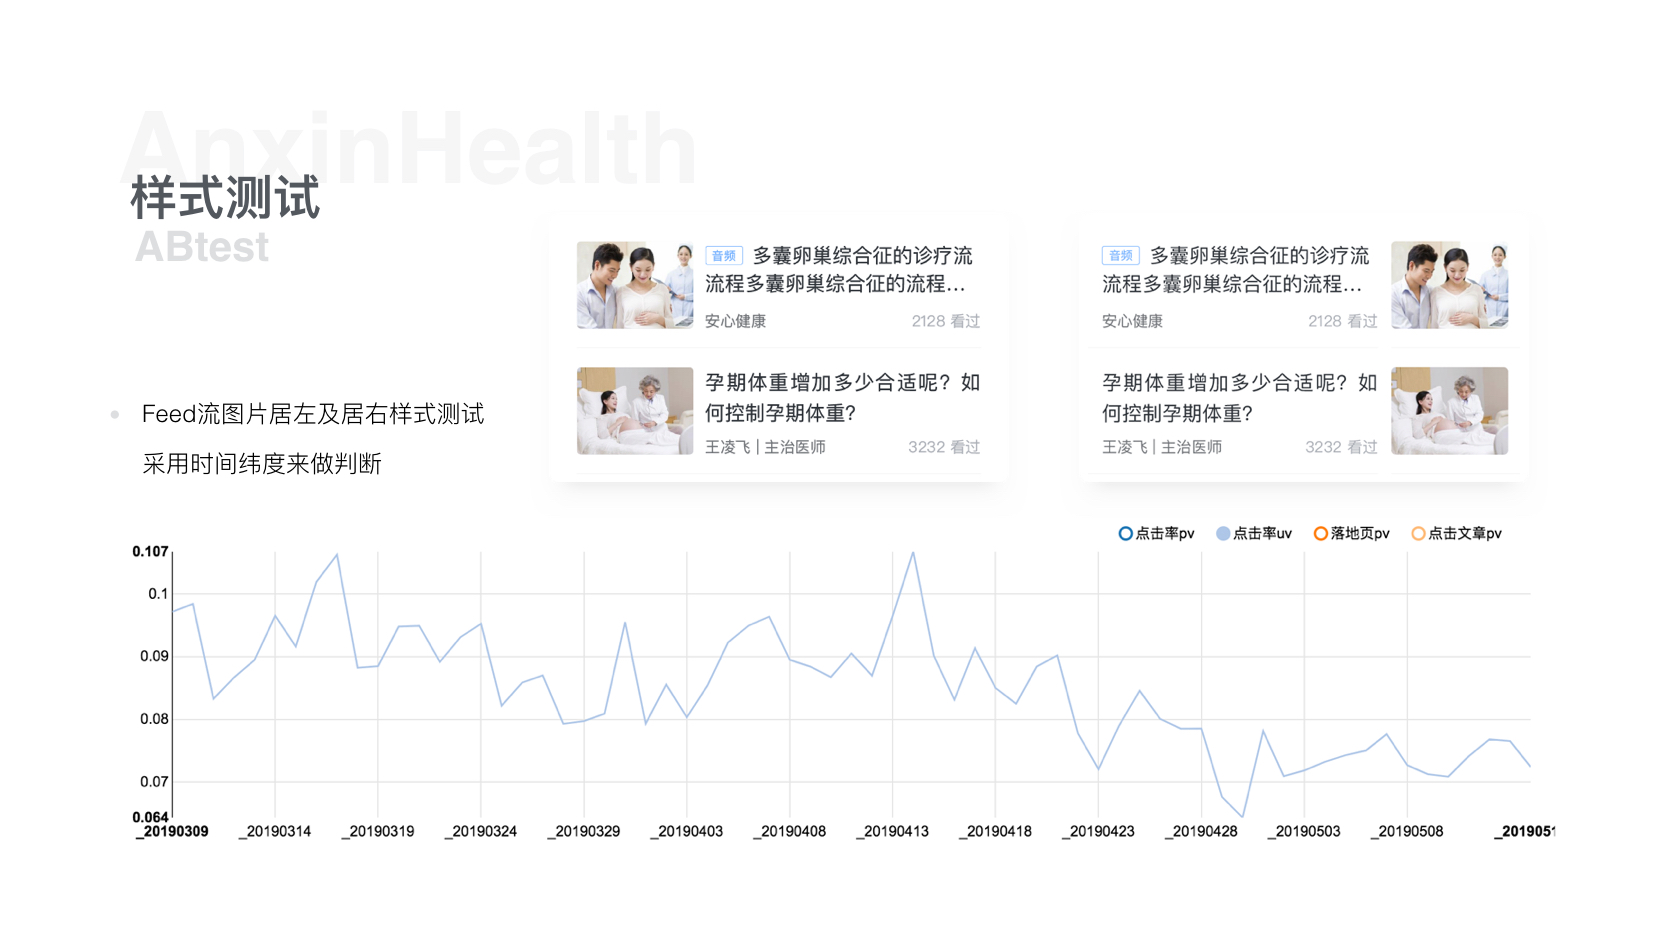 AnxinHealth
样式测试
ABtest
Feed流图片居左及居右样式测试
采用时间纬度来做判断
音频 多囊卵巢综合征的诊疗流
流程多囊卵巢综合征的流程...
安心健康 2128 看过
孕期体重增加多少合适呢？如
何控制孕期体重？
王凌飞 | 主治医师 3232 看过
音频 多囊卵巢综合征的诊疗流
流程多囊卵巢综合征的流程...
安心健康 2128 看过
孕期体重增加多少合适呢？如
何控制孕期体重？
王凌飞 | 主治医师 3232 看过
点击率pv 点击率uv 落地页pv 点击文章pv
0.107
0.1
0.09
0.08
0.07
0.064
_20190309 _20190314 _20190319 _20190324 _20190329 _20190403 _20190408 _20190413 _20190418 _20190423 _20190428 _20190503 _20190508 _2019051